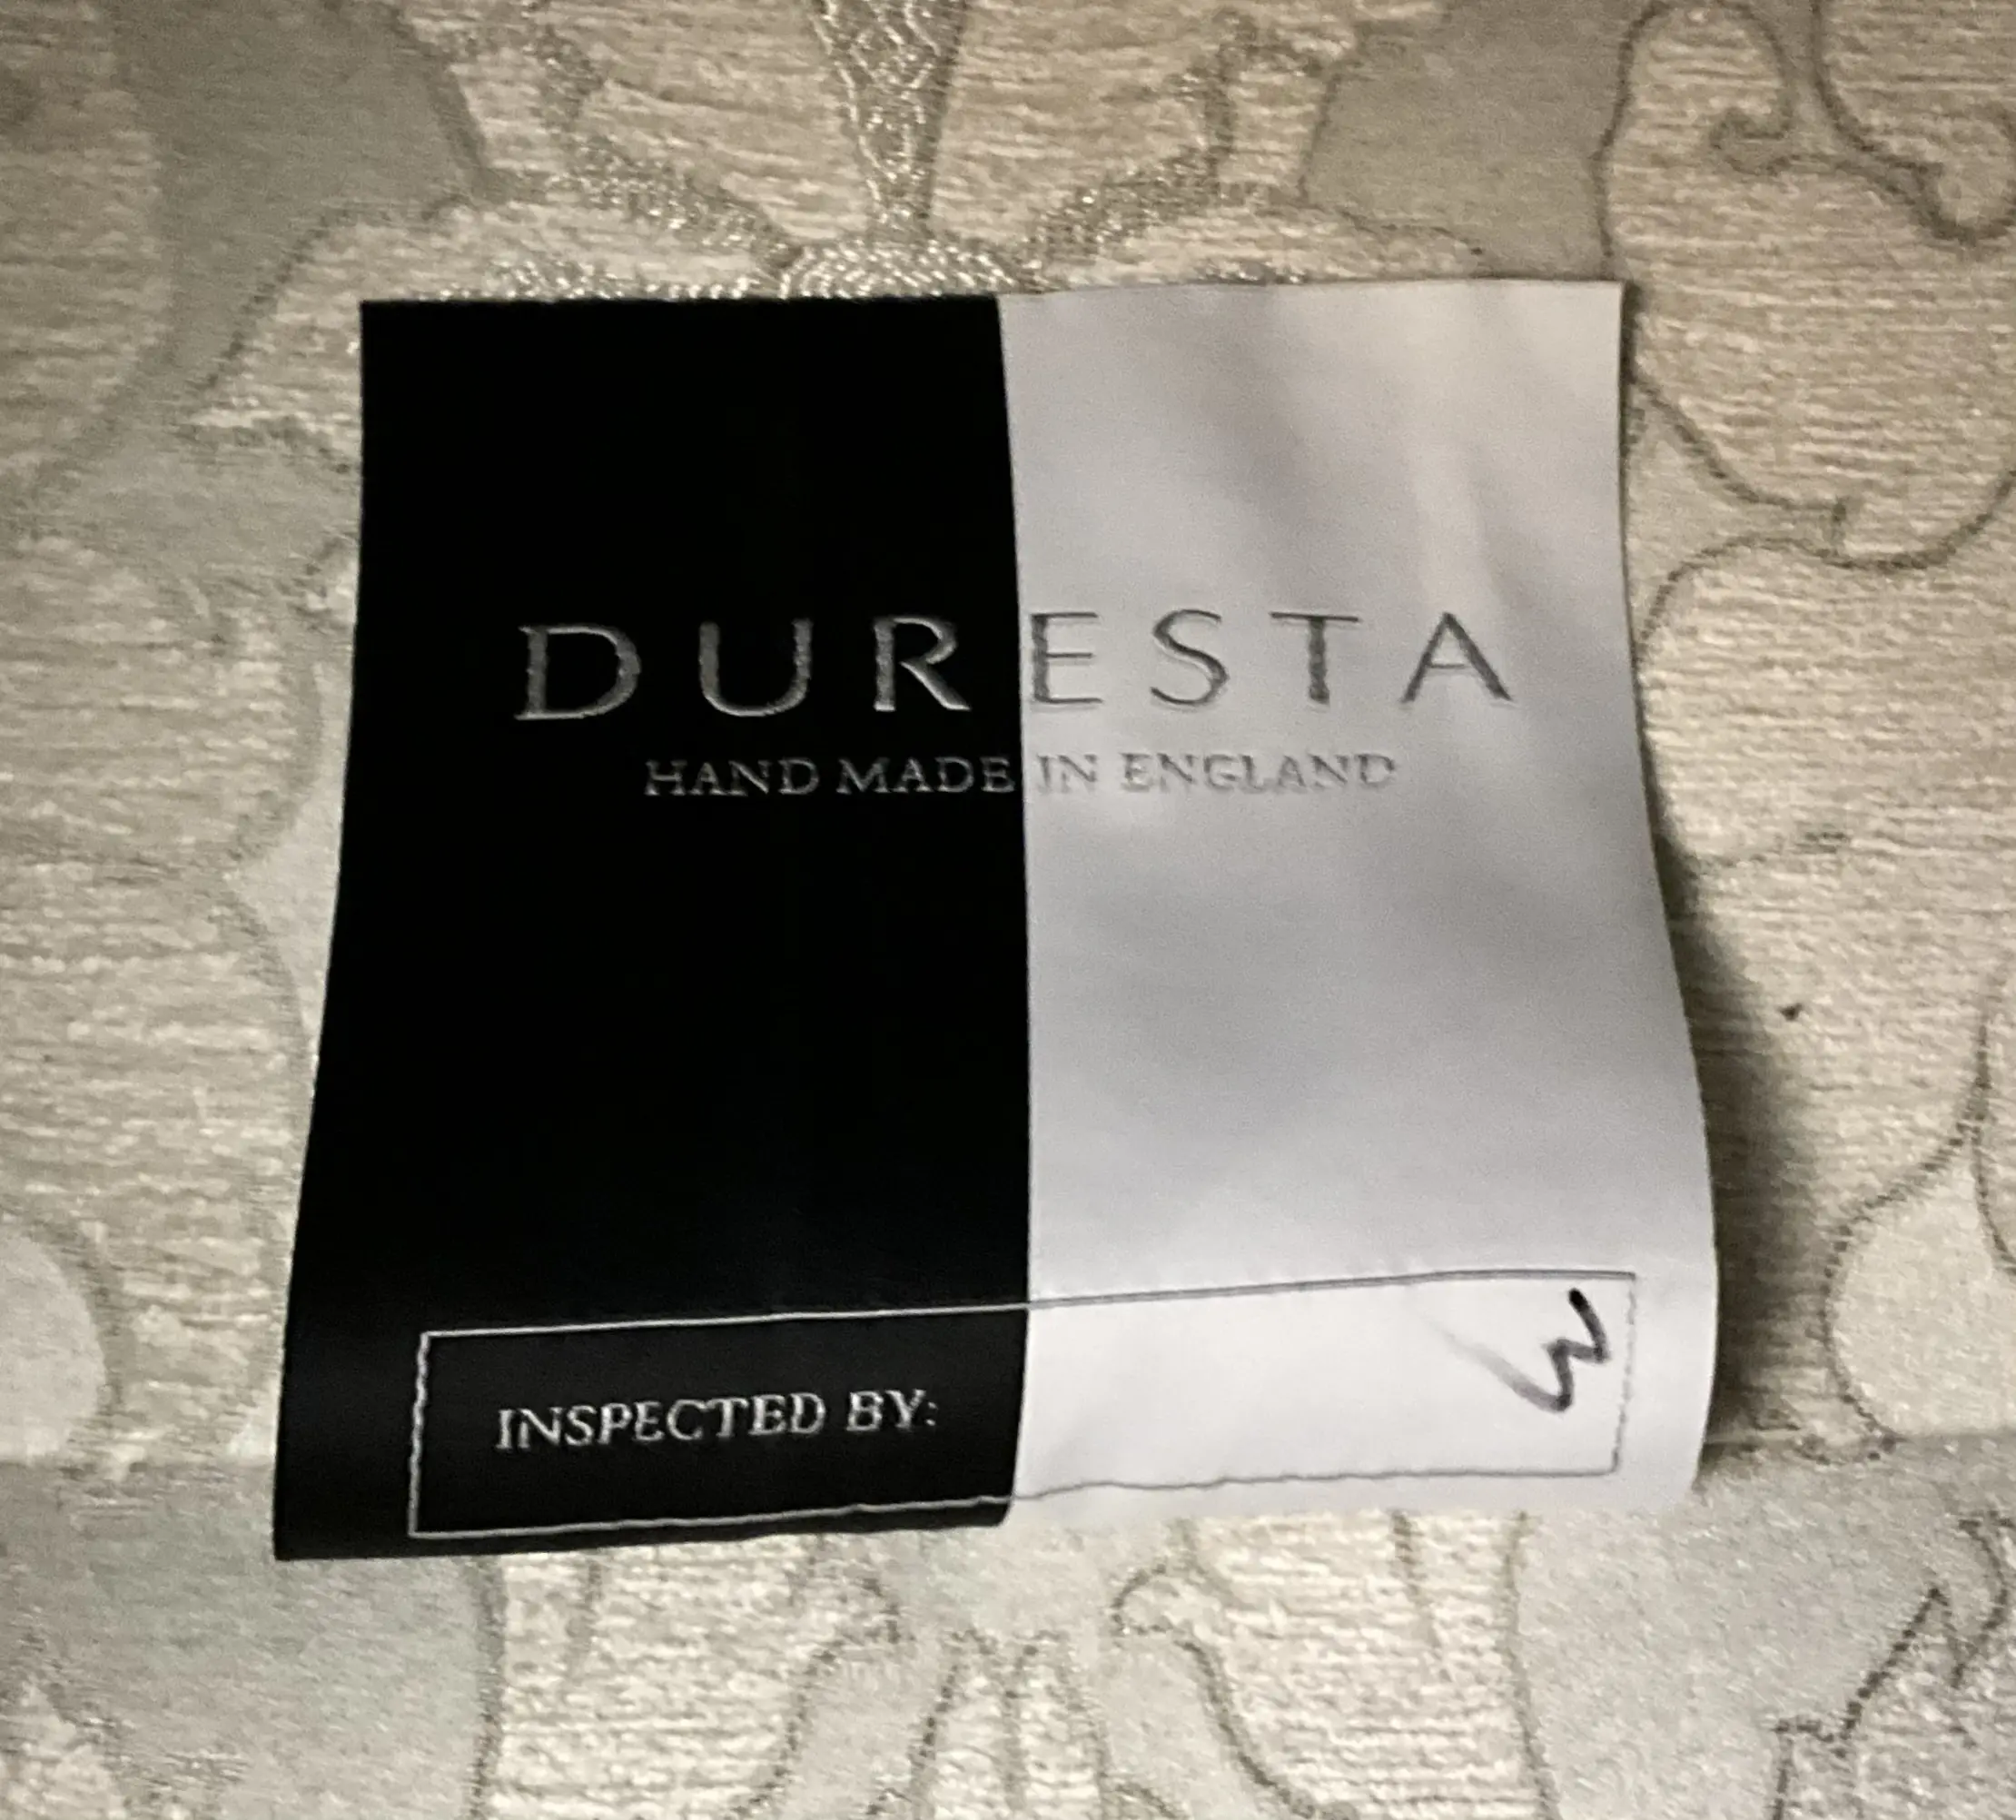 DURESTA
HAND MADE IN ENGLAND
INSPECTED BY: